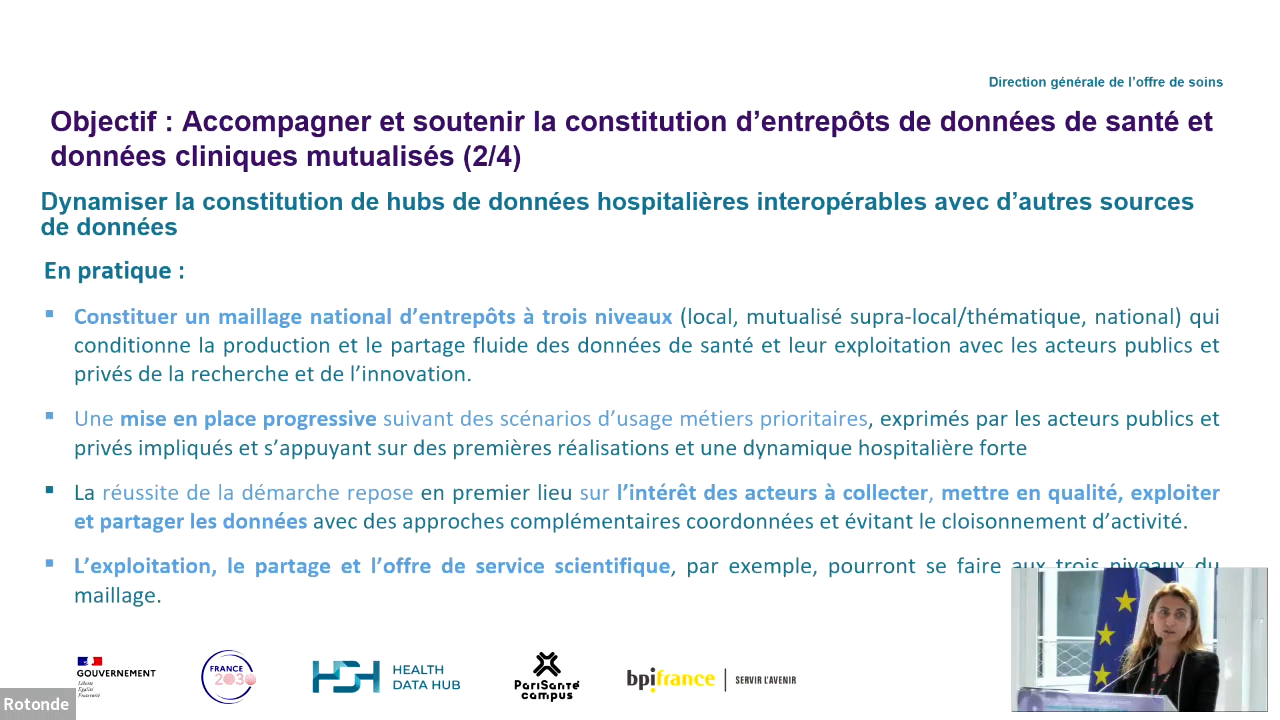 Direction générale de l’offre de soins
Objectif : Accompagner et soutenir la constitution d’entrepôts de données de santé et
données cliniques mutualisés (2/4)
Dynamiser la constitution de hubs de données hospitalières interopérables avec d’autres sources
de données
En pratique :
Constituer un maillage national d’entrepôts à trois niveaux (local, mutualisé supra-local/thématique, national) qui
conditionne la production et le partage fluide des données de santé et leur exploitation avec les acteurs publics et
privés de la recherche et de l’innovation.
Une mise en place progressive suivant des scénarios d’usage métiers prioritaires, exprimés par les acteurs publics et
privés impliqués et s’appuyant sur des premières réalisations et une dynamique hospitalière forte
La réussite de la démarche repose en premier lieu sur l’intérêt des acteurs à collecter, mettre en qualité, exploiter
et partager les données avec des approches complémentaires coordonnées et évitant le cloisonnement d’activité.
L’exploitation, le partage et l’offre de service scientifique, par exemple, pourront se faire aux trois niveaux du
maillage.
GOUVERNEMENT
Liberté
Égalité
Fraternité
FRANCE
2030
HEALTH
DATA HUB
PariSanté
campus
bpifrance | SERVIR L’AVENIR
Rotonde